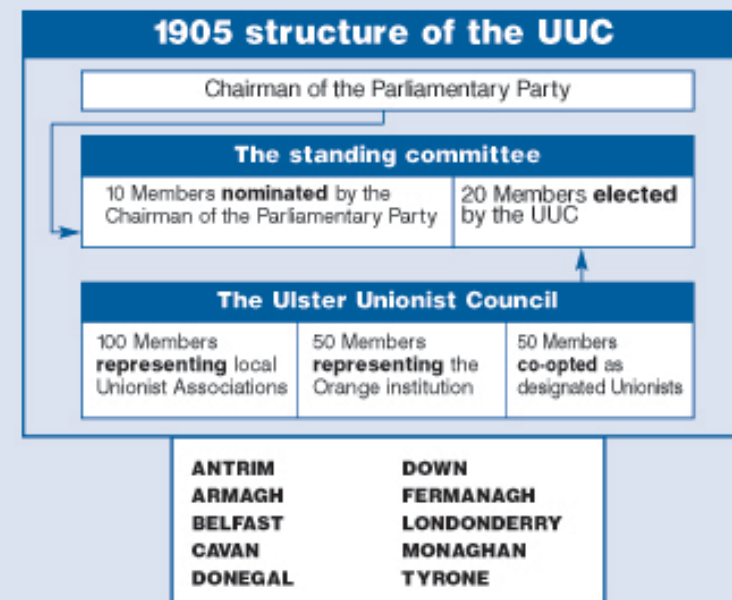 1905 structure of the UUC
Chairman of the Parliamentary Party
The standing committee
10 Members nominated by the
Chairman of the Parliamentary Party
20 Members elected
by the UUC
The Ulster Unionist Council
100 Members
representing local
Unionist Associations
50 Members
representing the
Orange institution
50 Members
co-opted as
designated Unionists
ANTRIM
ARMAGH
BELFAST
CAVAN
DONEGAL
DOWN
FERMANAGH
LONDONDERRY
MONAGHAN
TYRONE